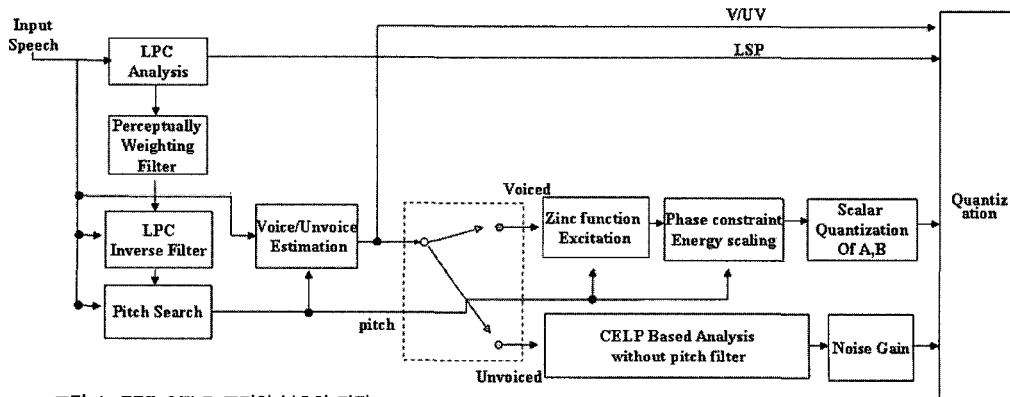 V/UV
Input
Speech
LPC
Analysis
LSP
Perceptually
Weighting
Filter
Voiced
Quantiz
ation
LPC
Inverse Filter
Voice/Unvoice
Estimation
Zinc function
Excitation
Phase constraint
Energy scaling
Scalar
Quantization
Of A,B
Pitch Search
pitch
CELP Based Analysis
without pitch filter
Noise Gain
Unvoiced